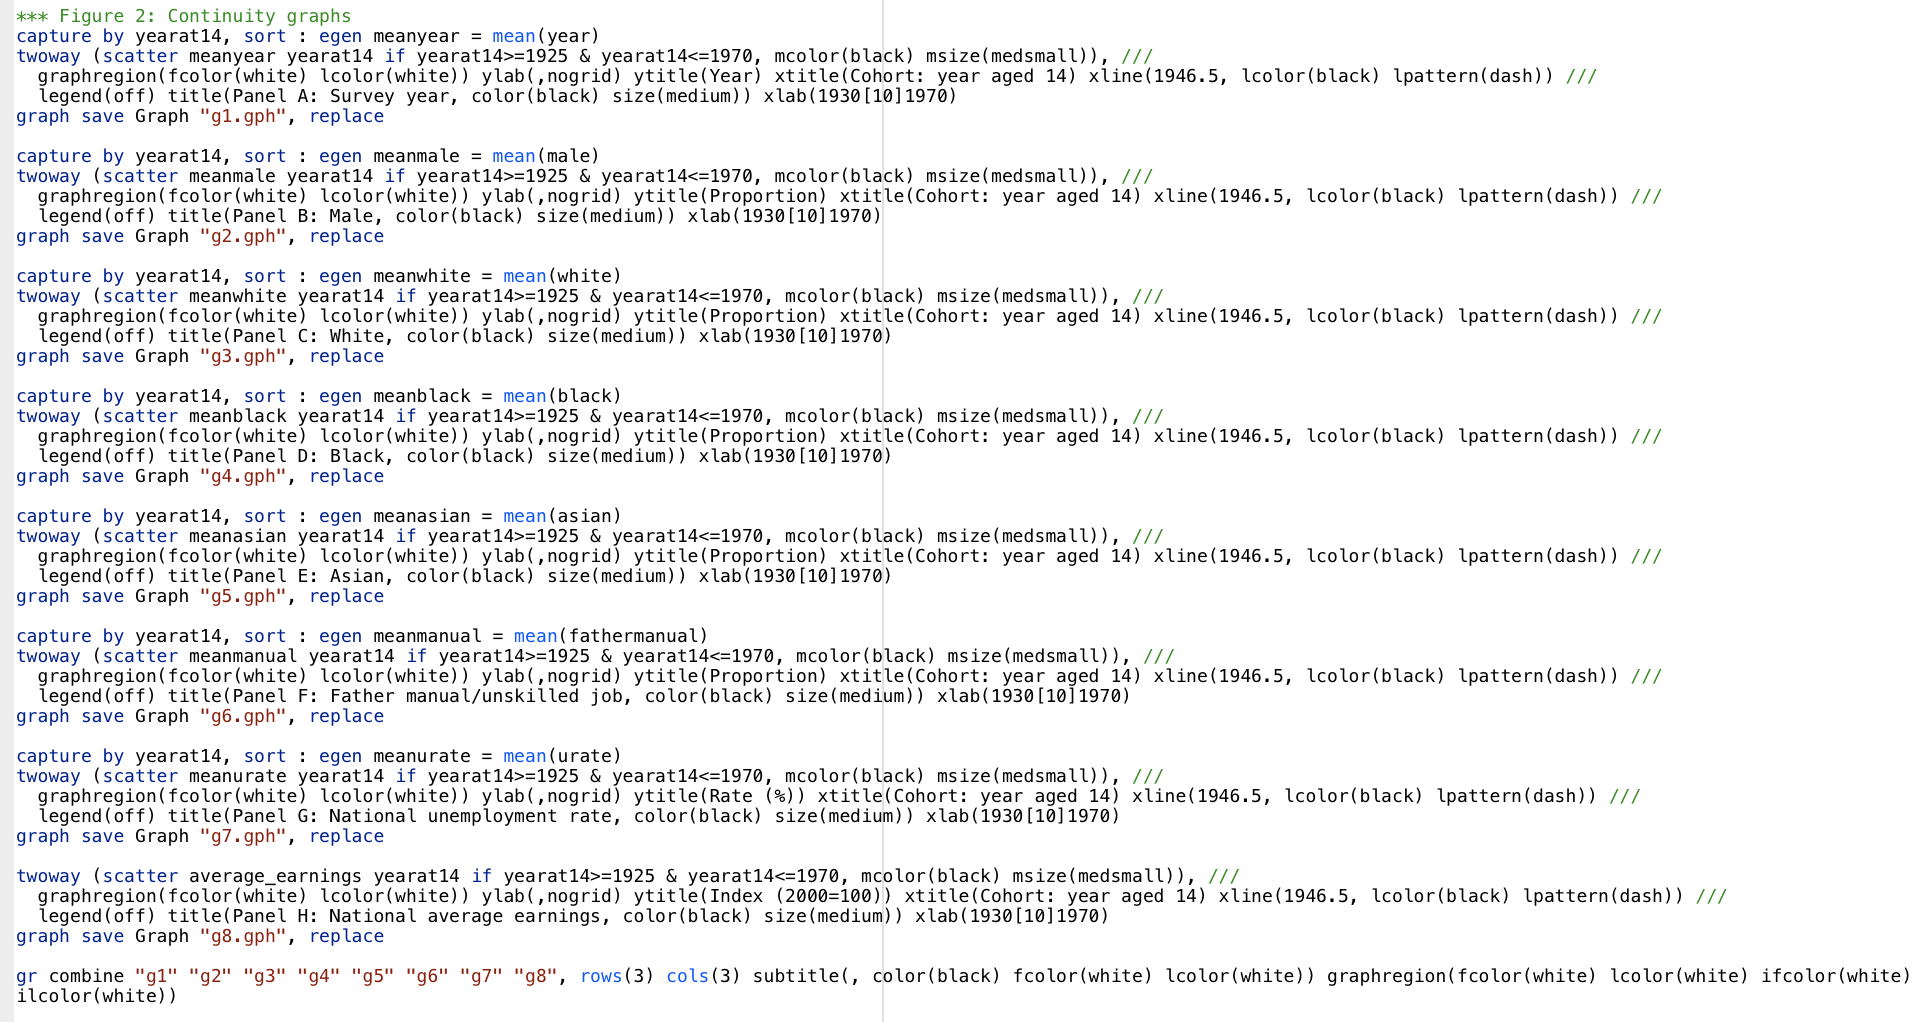 *** Figure 2: Continuity graphs
capture by yearat14, sort : egen meanyear = mean(year)
twoway (scatter meanyear yearat14 if yearat14>=1925 & yearat14<=1970, mcolor(black) msize(medsmall)), ///
  graphregion(fcolor(white) lcolor(white)) ylab(,nogrid) ytitle(Year) xtitle(Cohort: year aged 14) xline(1946.5, lcolor(black) lpattern(dash)) ///
  legend(off) title(Panel A: Survey year, color(black) size(medium)) xlab(1930[10]1970)
graph save Graph "g1.gph", replace

capture by yearat14, sort : egen meanmale = mean(male)
twoway (scatter meanmale yearat14 if yearat14>=1925 & yearat14<=1970, mcolor(black) msize(medsmall)), ///
  graphregion(fcolor(white) lcolor(white)) ylab(,nogrid) ytitle(Proportion) xtitle(Cohort: year aged 14) xline(1946.5, lcolor(black) lpattern(dash)) ///
  legend(off) title(Panel B: Male, color(black) size(medium)) xlab(1930[10]1970)
graph save Graph "g2.gph", replace

capture by yearat14, sort : egen meanwhite = mean(white)
twoway (scatter meanwhite yearat14 if yearat14>=1925 & yearat14<=1970, mcolor(black) msize(medsmall)), ///
  graphregion(fcolor(white) lcolor(white)) ylab(,nogrid) ytitle(Proportion) xtitle(Cohort: year aged 14) xline(1946.5, lcolor(black) lpattern(dash)) ///
  legend(off) title(Panel C: White, color(black) size(medium)) xlab(1930[10]1970)
graph save Graph "g3.gph", replace

capture by yearat14, sort : egen meanblack = mean(black)
twoway (scatter meanblack yearat14 if yearat14>=1925 & yearat14<=1970, mcolor(black) msize(medsmall)), ///
  graphregion(fcolor(white) lcolor(white)) ylab(,nogrid) ytitle(Proportion) xtitle(Cohort: year aged 14) xline(1946.5, lcolor(black) lpattern(dash)) ///
  legend(off) title(Panel D: Black, color(black) size(medium)) xlab(1930[10]1970)
graph save Graph "g4.gph", replace

capture by yearat14, sort : egen meanasian = mean(asian)
twoway (scatter meanasian yearat14 if yearat14>=1925 & yearat14<=1970, mcolor(black) msize(medsmall)), ///
  graphregion(fcolor(white) lcolor(white)) ylab(,nogrid) ytitle(Proportion) xtitle(Cohort: year aged 14) xline(1946.5, lcolor(black) lpattern(dash)) ///
  legend(off) title(Panel E: Asian, color(black) size(medium)) xlab(1930[10]1970)
graph save Graph "g5.gph", replace

capture by yearat14, sort : egen meanmanual = mean(fathermanual)
twoway (scatter meanmanual yearat14 if yearat14>=1925 & yearat14<=1970, mcolor(black) msize(medsmall)), ///
  graphregion(fcolor(white) lcolor(white)) ylab(,nogrid) ytitle(Proportion) xtitle(Cohort: year aged 14) xline(1946.5, lcolor(black) lpattern(dash)) ///
  legend(off) title(Panel F: Father manual/unskilled job, color(black) size(medium)) xlab(1930[10]1970)
graph save Graph "g6.gph", replace

capture by yearat14, sort : egen meanurate = mean(urate)
twoway (scatter meanurate yearat14 if yearat14>=1925 & yearat14<=1970, mcolor(black) msize(medsmall)), ///
  graphregion(fcolor(white) lcolor(white)) ylab(,nogrid) ytitle(Rate (%)) xtitle(Cohort: year aged 14) xline(1946.5, lcolor(black) lpattern(dash)) ///
  legend(off) title(Panel G: National unemployment rate, color(black) size(medium)) xlab(1930[10]1970)
graph save Graph "g7.gph", replace

twoway (scatter average_earnings yearat14 if yearat14>=1925 & yearat14<=1970, mcolor(black) msize(medsmall)), ///
  graphregion(fcolor(white) lcolor(white)) ylab(,nogrid) ytitle(Index (2000=100)) xtitle(Cohort: year aged 14) xline(1946.5, lcolor(black) lpattern(dash)) ///
  legend(off) title(Panel H: National average earnings, color(black) size(medium)) xlab(1930[10]1970)
graph save Graph "g8.gph", replace

gr combine "g1" "g2" "g3" "g4" "g5" "g6" "g7" "g8", rows(3) cols(3) subtitle(, color(black) fcolor(white) lcolor(white)) graphregion(fcolor(white) lcolor(white) ifcolor(white)
ilcolor(white))